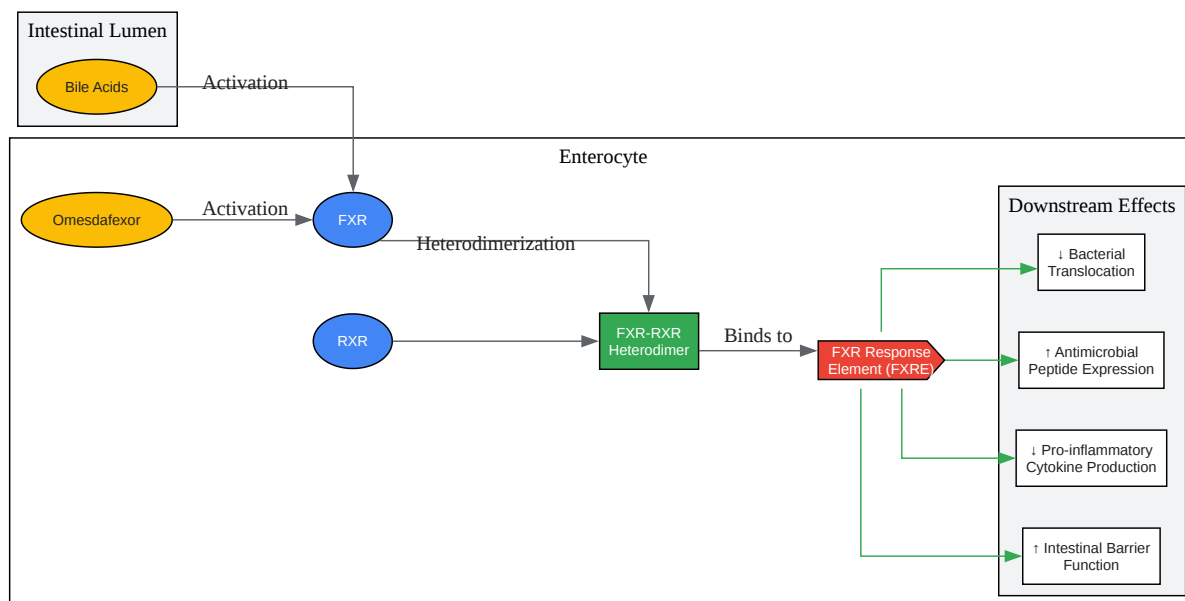 Intestinal Lumen
Bile Acids
Activation
Enterocyte
Omesdafexor
Activation
FXR
Heterodimerization
RXR
FXR-RXR
Heterodimer
Binds to
FXR Response
Element (FXRE)
Downstream Effects
↓ Bacterial
Translocation
↑ Antimicrobial
Peptide Expression
↓ Pro-inflammatory
Cytokine Production
↑ Intestinal Barrier
Function